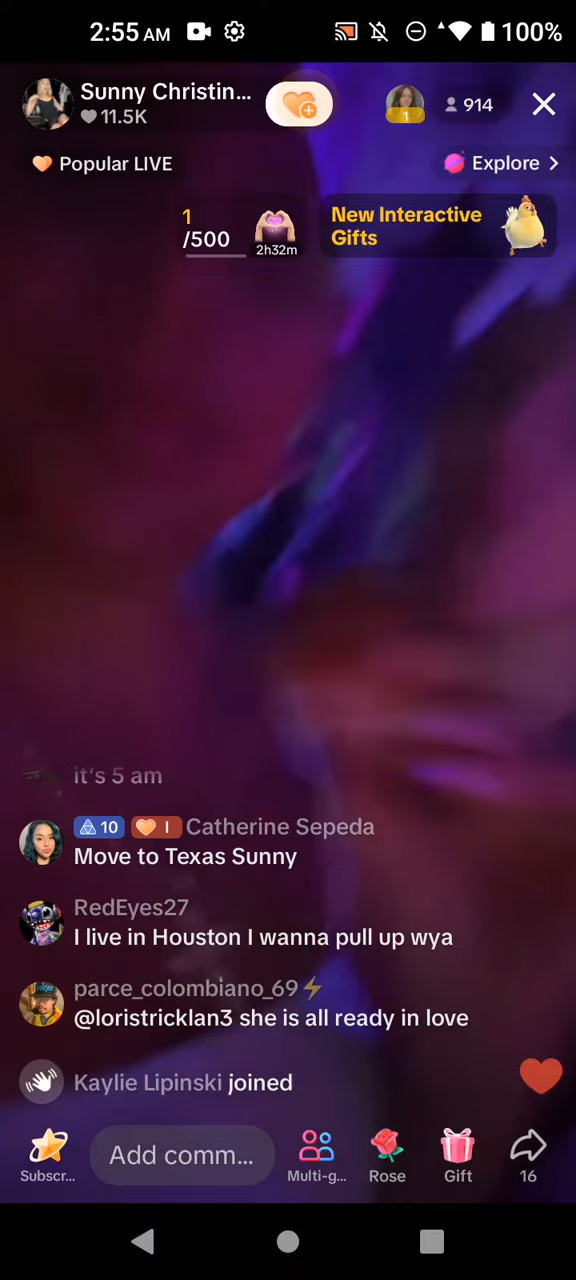 2:55 AM
100%
Sunny Christin...
11.5K
1
914
Popular LIVE
Explore >
1
/500
2h32m
New Interactive
Gifts
it's 5 am
10 I Catherine Sepeda
Move to Texas Sunny
RedEyes27
I live in Houston I wanna pull up wya
parce_colombiano_69⚡
@loristricklan3 she is all ready in love
Kaylie Lipinski joined
Add comm...
Subscr...
Multi-g...
Rose
Gift
16